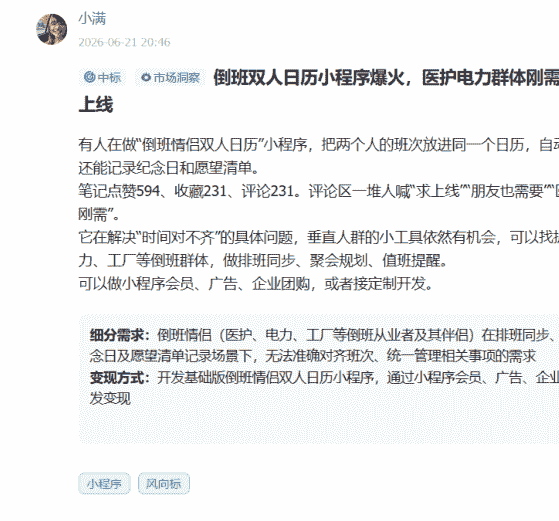 小满
2026-06-21 20:46
中标 市场洞察 倒班双人日历小程序爆火，医护电力群体刚需
上线
有人在做“倒班情侣双人日历”小程序，把两个人的班次放进同一个日历，自动
还能记录纪念日和愿望清单。
笔记点赞594、收藏231、评论231。评论区一堆人喊“求上线”“朋友也需要”“
刚需”。
它在解决“时间对不齐”的具体问题，垂直人群的小工具依然有机会，可以找
力、工厂等倒班群体，做排班同步、聚会规划、值班提醒。
可以做小程序会员、广告、企业团购，或者接定制开发。
细分需求：倒班情侣（医护、电力、工厂等倒班从业者及其伴侣）在排班同步、
念日及愿望清单记录场景下，无法准确对齐班次、统一管理相关事项的需求
变现方式：开发基础版倒班情侣双人日历小程序，通过小程序会员、广告、企业
发变现
小程序 风向标